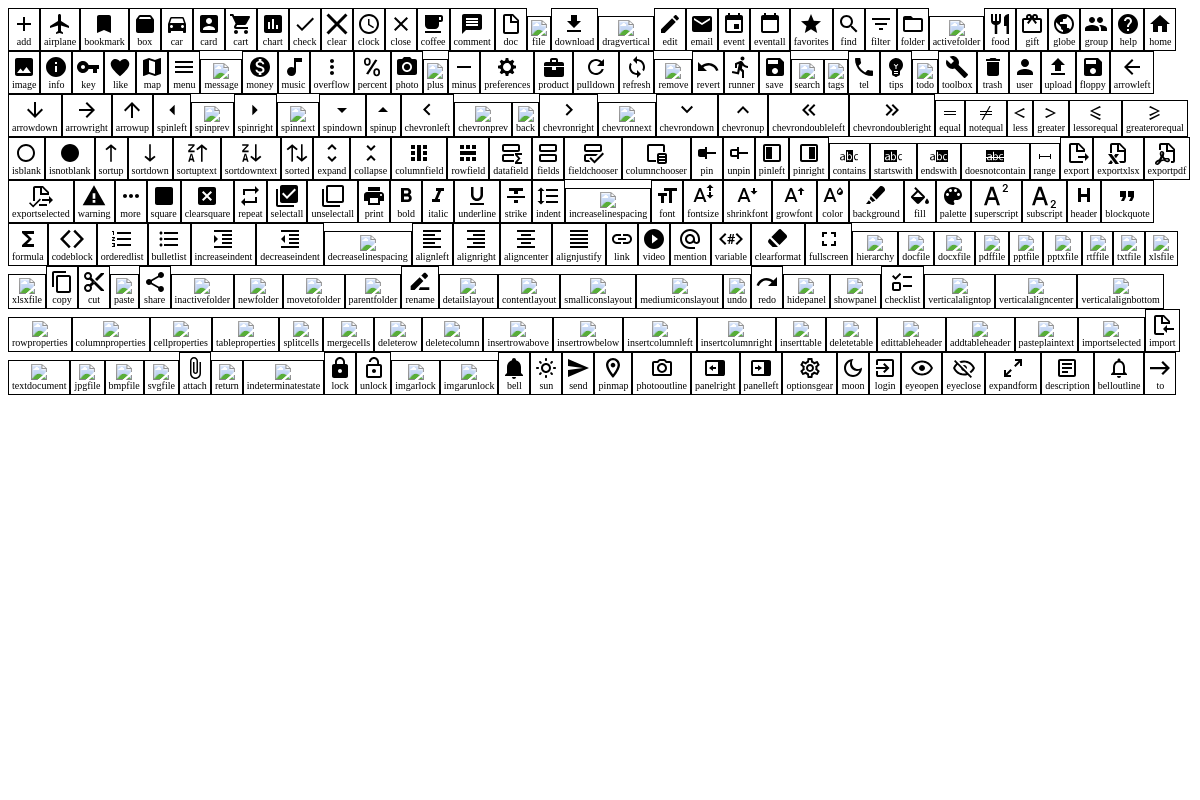 add airplane bookmark box car card cart chart check clear clock close coffee comment doc file download dragvertical edit email event eventall favorites find filter folder activefolder food gift globe group help home
image info key like map menu message money music overflow percent photo plus minus preferences product pulldown refresh remove revert runner save search tags tel tips todo toolbox trash user upload floppy arrowleft
arrowdown arrowright arrowup spinleft spinprev spinright spinnext spindown spinup chevronleft chevronprev back chevronright chevronnext chevrondown chevronup chevrondoubleleft chevrondoubleright equal notequal less greater lessorequal greaterorequal
isblank isnotblank sortup sortdown sortuptext sortdowntext sorted expand collapse columnfield rowfield datafield fields fieldchooser columnchooser pin unpin pinleft pinright contains startswith endswith doesnotcontain range export exportxlsx exportpdf
exportselected warning more square clearsquare repeat selectall unselectall print bold italic underline strike indent increaselinespacing font fontsize shrinkfont growfont color background fill palette superscript subscript header blockquote
formula codeblock orderedlist bulletlist increaseindent decreaseindent decreaselinespacing alignleft alignright aligncenter alignjustify link video mention variable clearformat fullscreen hierarchy docfile docxfile pdffile pptfile pptxfile rtffile txtfile xlsfile
xlsxfile copy cut paste share inactivefolder newfolder movetofolder parentfolder rename detailslayout contentlayout smalliconslayout mediumiconslayout undo redo hidepanel showpanel checklist verticalaligntop verticalaligncenter verticalalignbottom
rowproperties columnproperties cellproperties tableproperties splitcells mergecells deleterow deletecolumn insertrowabove insertrowbelow insertcolumnleft insertcolumnright inserttable deletetable edittableheader addtableheader pasteplaintext importselected import
textdocument jpgfile bmpfile svgfile attach return indeterminatestate lock unlock imgarlock imgarunlock bell sun send pinmap photooutline panelright panelleft optionsgear moon login eyeopen eyeclose expandform description belloutline to